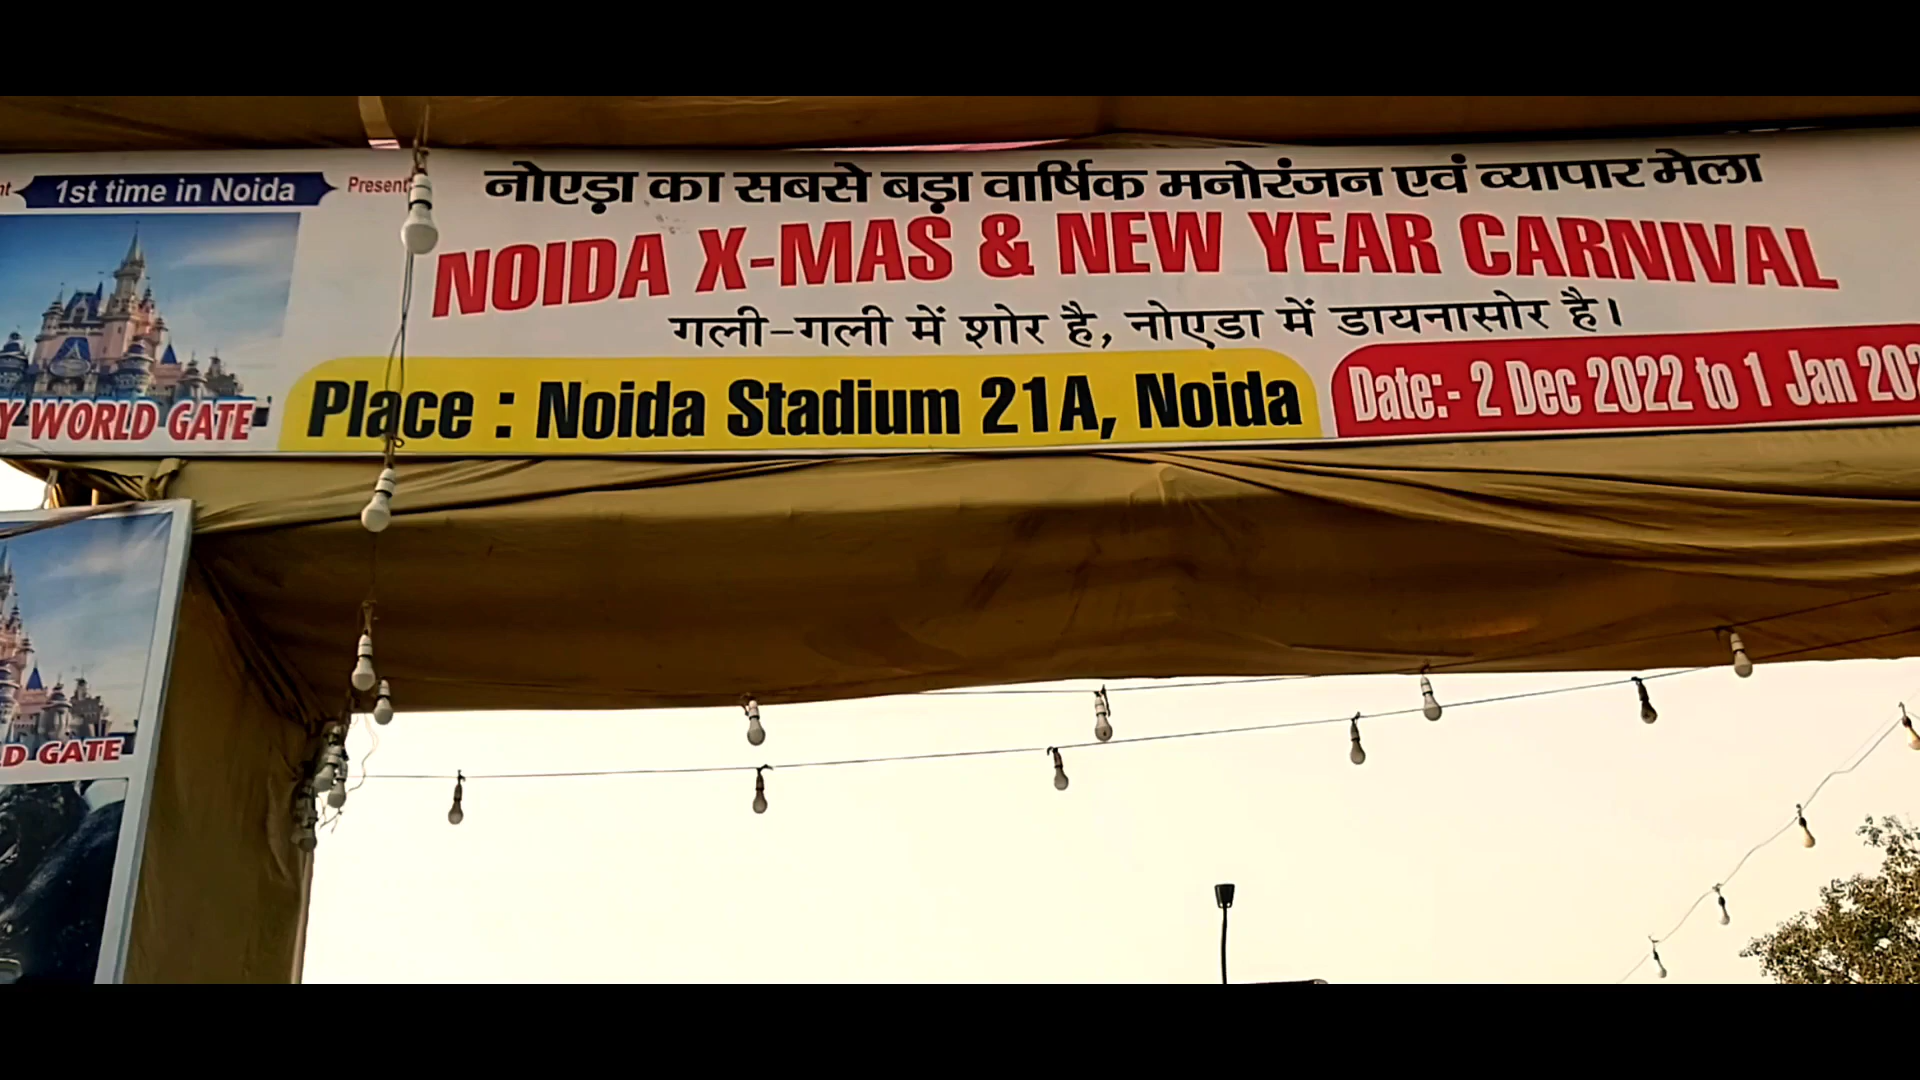 1st time in Noida
Present
नोएड़ा का सबसे बड़ा वार्षिक मनोरंजन एवं व्यापार मेला
NOIDA X-MAS & NEW YEAR CARNIVAL
गली-गली में शोर है, नोएडा में डायनासोर है।
WORLD GATE
Place : Noida Stadium 21A, Noida
Date:- 2 Dec 2022 to 1 Jan
GATE